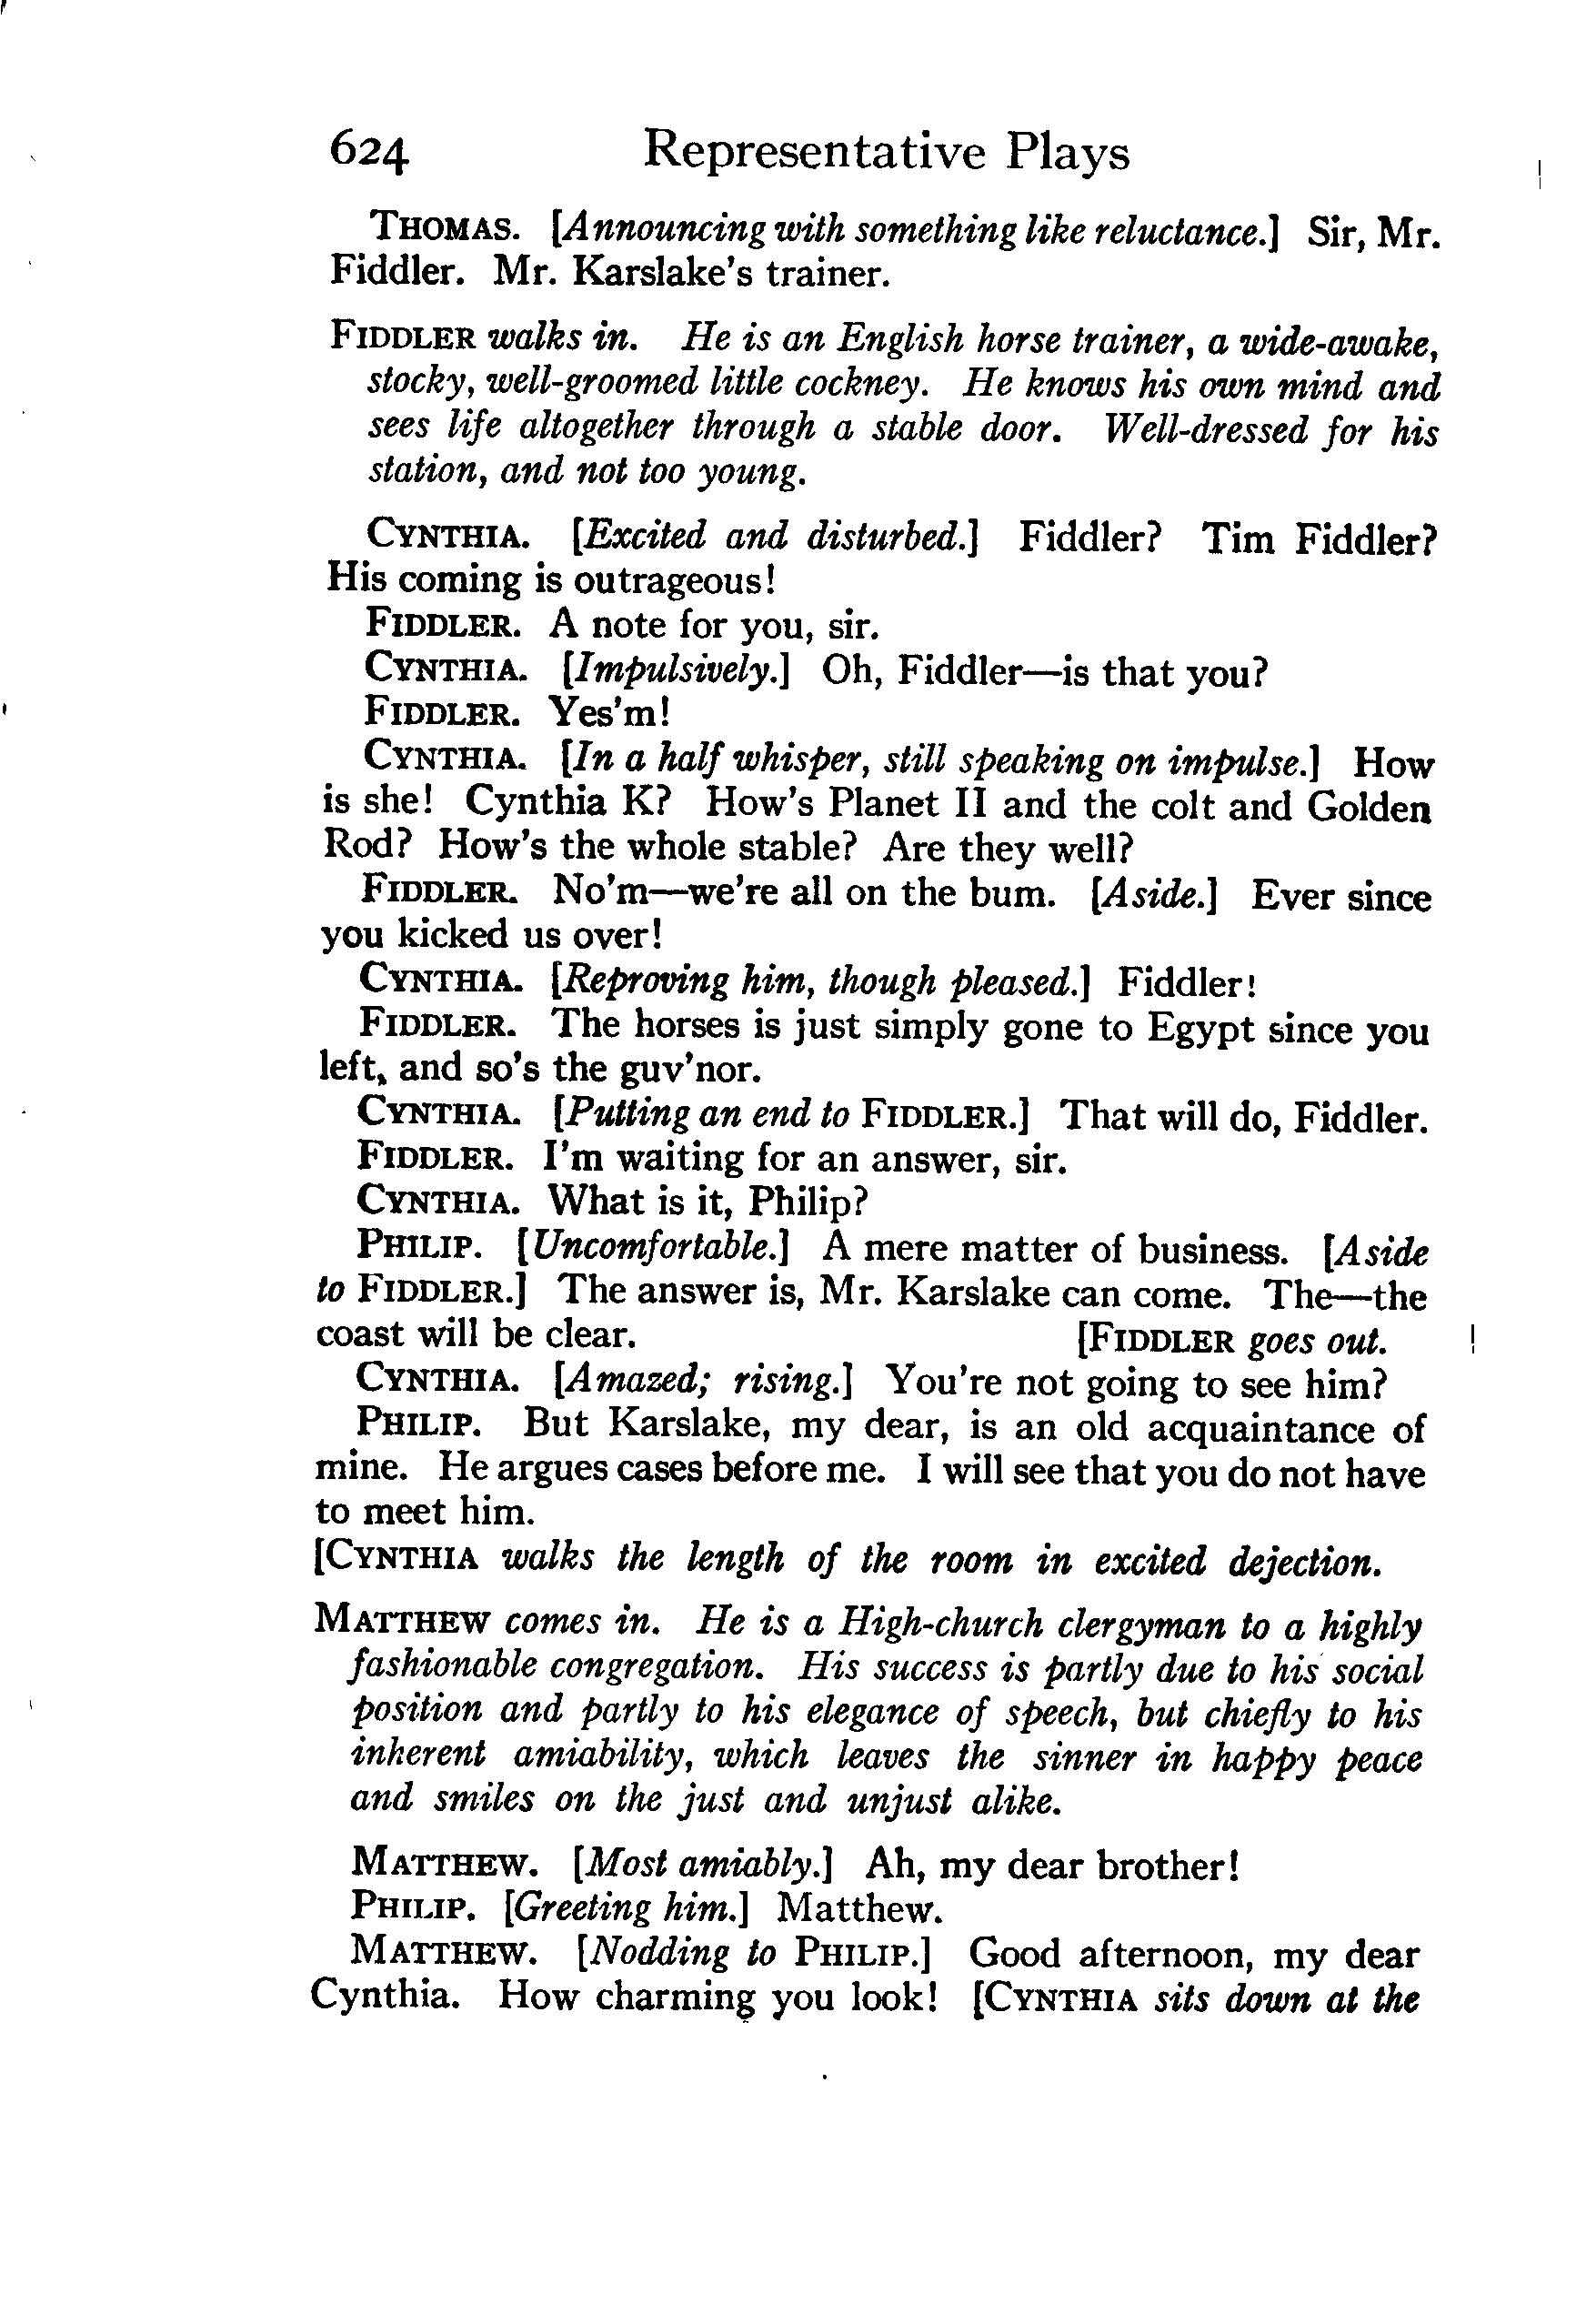 624 Representative Plays
THOMAS. [Announcing with something like reluctance.] Sir, Mr.
Fiddler. Mr. Karslake's trainer.
FIDDLER walks in. He is an English horse trainer, a wide-awake,
stocky, well-groomed little cockney. He knows his own mind and
sees life altogether through a stable door. Well-dressed for his
station, and not too young.
CYNTHIA. [Excited and disturbed.] Fiddler? Tim Fiddler?
His coming is outrageous!
FIDDLER. A note for you, sir.
CYNTHIA. [Impulsively.] Oh, Fiddler—is that you?
FIDDLER. Yes'm!
CYNTHIA. [In a half whisper, still speaking on impulse.] How
is she! Cynthia K? How's Planet II and the colt and Golden
Rod? How's the whole stable? Are they well?
FIDDLER. No'm—we're all on the bum. [Aside.] Ever since
you kicked us over!
CYNTHIA. [Reproving him, though pleased.] Fiddler!
FIDDLER. The horses is just simply gone to Egypt since you
left, and so's the guv'nor.
CYNTHIA. [Putting an end to FIDDLER.] That will do, Fiddler.
FIDDLER. I'm waiting for an answer, sir.
CYNTHIA. What is it, Philip?
PHILIP. [Uncomfortable.] A mere matter of business. [Aside
to FIDDLER.] The answer is, Mr. Karslake can come. The—the
coast will be clear. [FIDDLER goes out.
CYNTHIA. [Amazed; rising.] You're not going to see him?
PHILIP. But Karslake, my dear, is an old acquaintance of
mine. He argues cases before me. I will see that you do not have
to meet him.
[CYNTHIA walks the length of the room in excited dejection.
MATTHEW comes in. He is a High-church clergyman to a highly
fashionable congregation. His success is partly due to his social
position and partly to his elegance of speech, but chiefly to his
inherent amiability, which leaves the sinner in happy peace
and smiles on the just and unjust alike.
MATTHEW. [Most amiably.] Ah, my dear brother!
PHILIP. [Greeting him.] Matthew.
MATTHEW. [Nodding to PHILIP.] Good afternoon, my dear
Cynthia. How charming you look! [CYNTHIA sits down at the